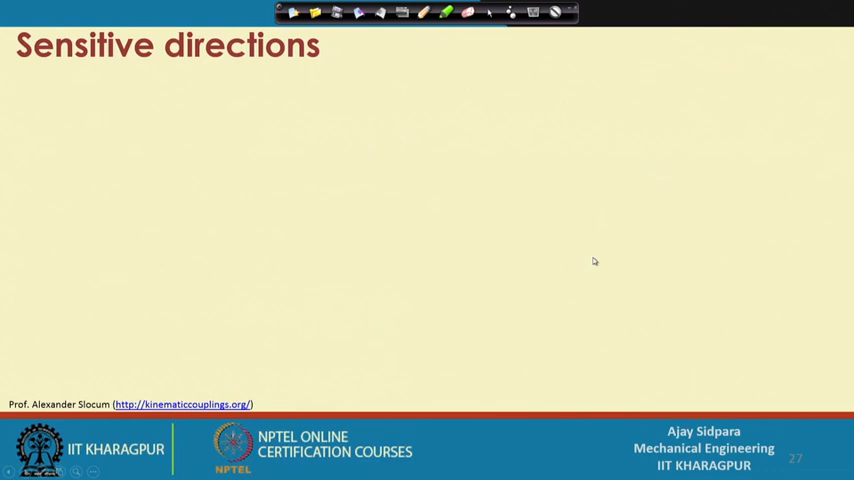 Sensitive directions
Prof. Alexander Slocum (http://kinematiccouplings.org/)
IIT KHARAGPUR
NPTEL
NPTEL ONLINE
CERTIFICATION COURSES
Ajay Sidpara
Mechanical Engineering
IIT KHARAGPUR
27